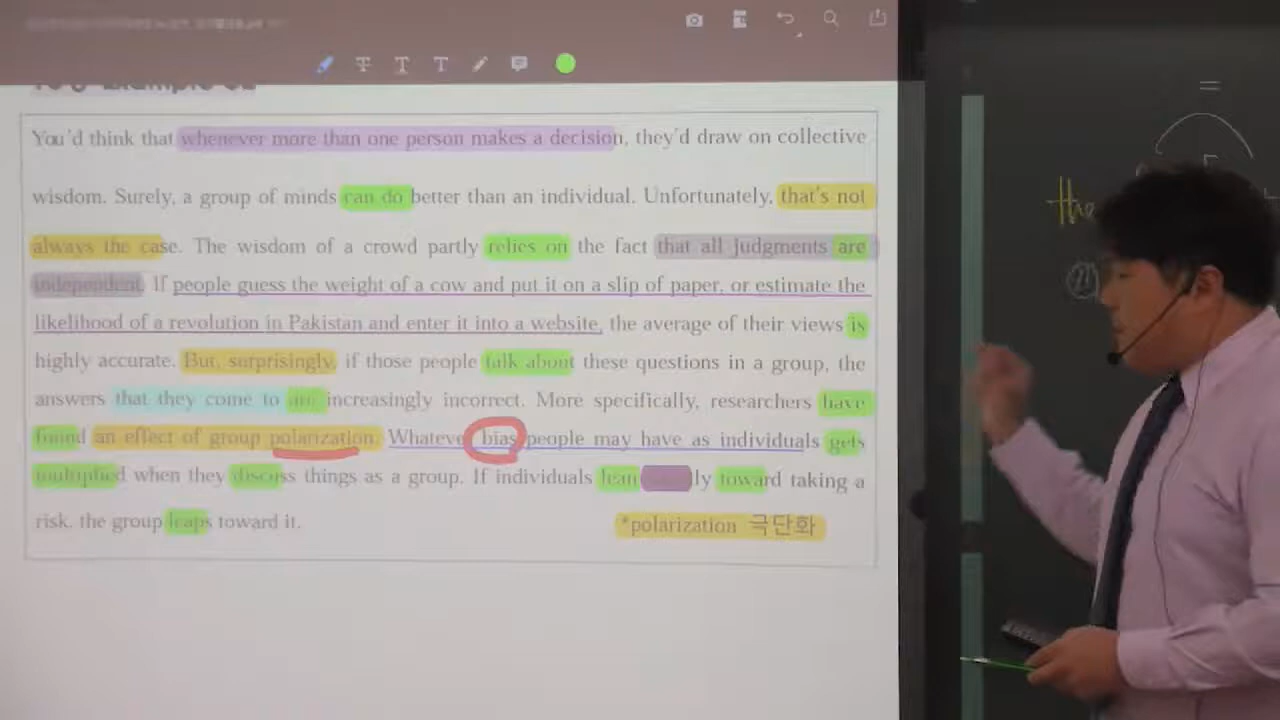 You'd think that whenever more than one person makes a decision, they'd draw on collective
wisdom. Surely, a group of minds can do better than an individual. Unfortunately, that's not
always the case. The wisdom of a crowd partly relies on the fact that all judgments are
independent. If people guess the weight of a cow and put it on a slip of paper, or estimate the
likelihood of a revolution in Pakistan and enter it into a website, the average of their views is
highly accurate. But, surprisingly, if those people talk about these questions in a group, the
answers that they come to are increasingly incorrect. More specifically, researchers have
found an effect of group polarization. Whatever bias people may have as individuals gets
multiplied when they discuss things as a group. If individuals lean ly toward taking a
risk, the group leaps toward it.
*polarization 극단화
the